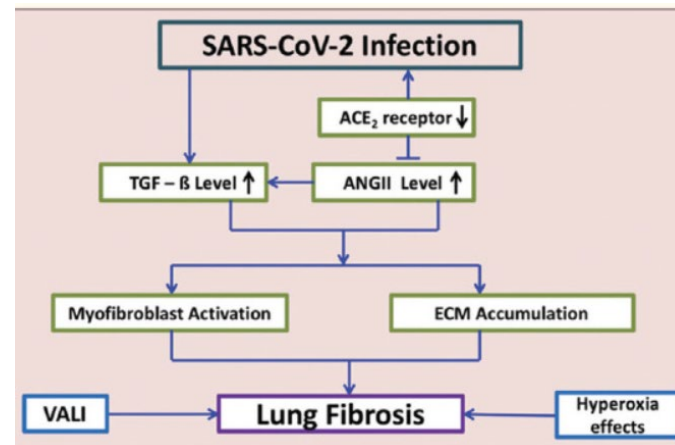 SARS-CoV-2 Infection
ACE₂ receptor ↓
TGF – ß Level ↑
ANGII Level ↑
Myofibroblast Activation
ECM Accumulation
VALI
Lung Fibrosis
Hyperoxia
effects